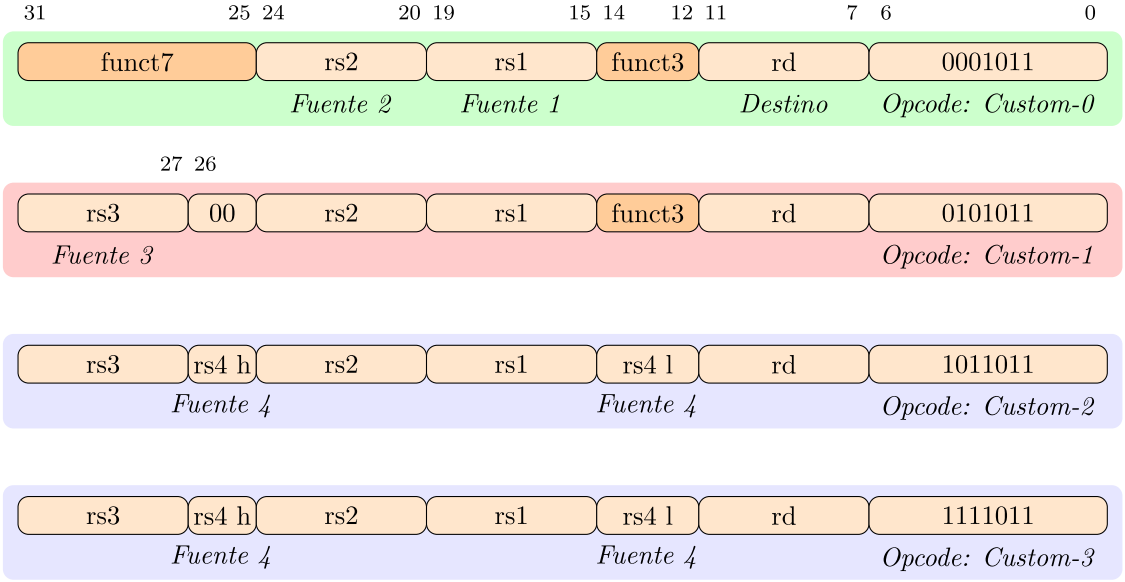 31 25 24 20 19 15 14 12 11 7 6 0
funct7 rs2 rs1 funct3 rd 0001011
Fuente 2 Fuente 1 Destino Opcode: Custom-0
27 26
rs3 00 rs2 rs1 funct3 rd 0101011
Fuente 3 Opcode: Custom-1
rs3 rs4 h rs2 rs1 rs4 l rd 1011011
Fuente 4 Fuente 4 Opcode: Custom-2
rs3 rs4 h rs2 rs1 rs4 l rd 1111011
Fuente 4 Fuente 4 Opcode: Custom-3